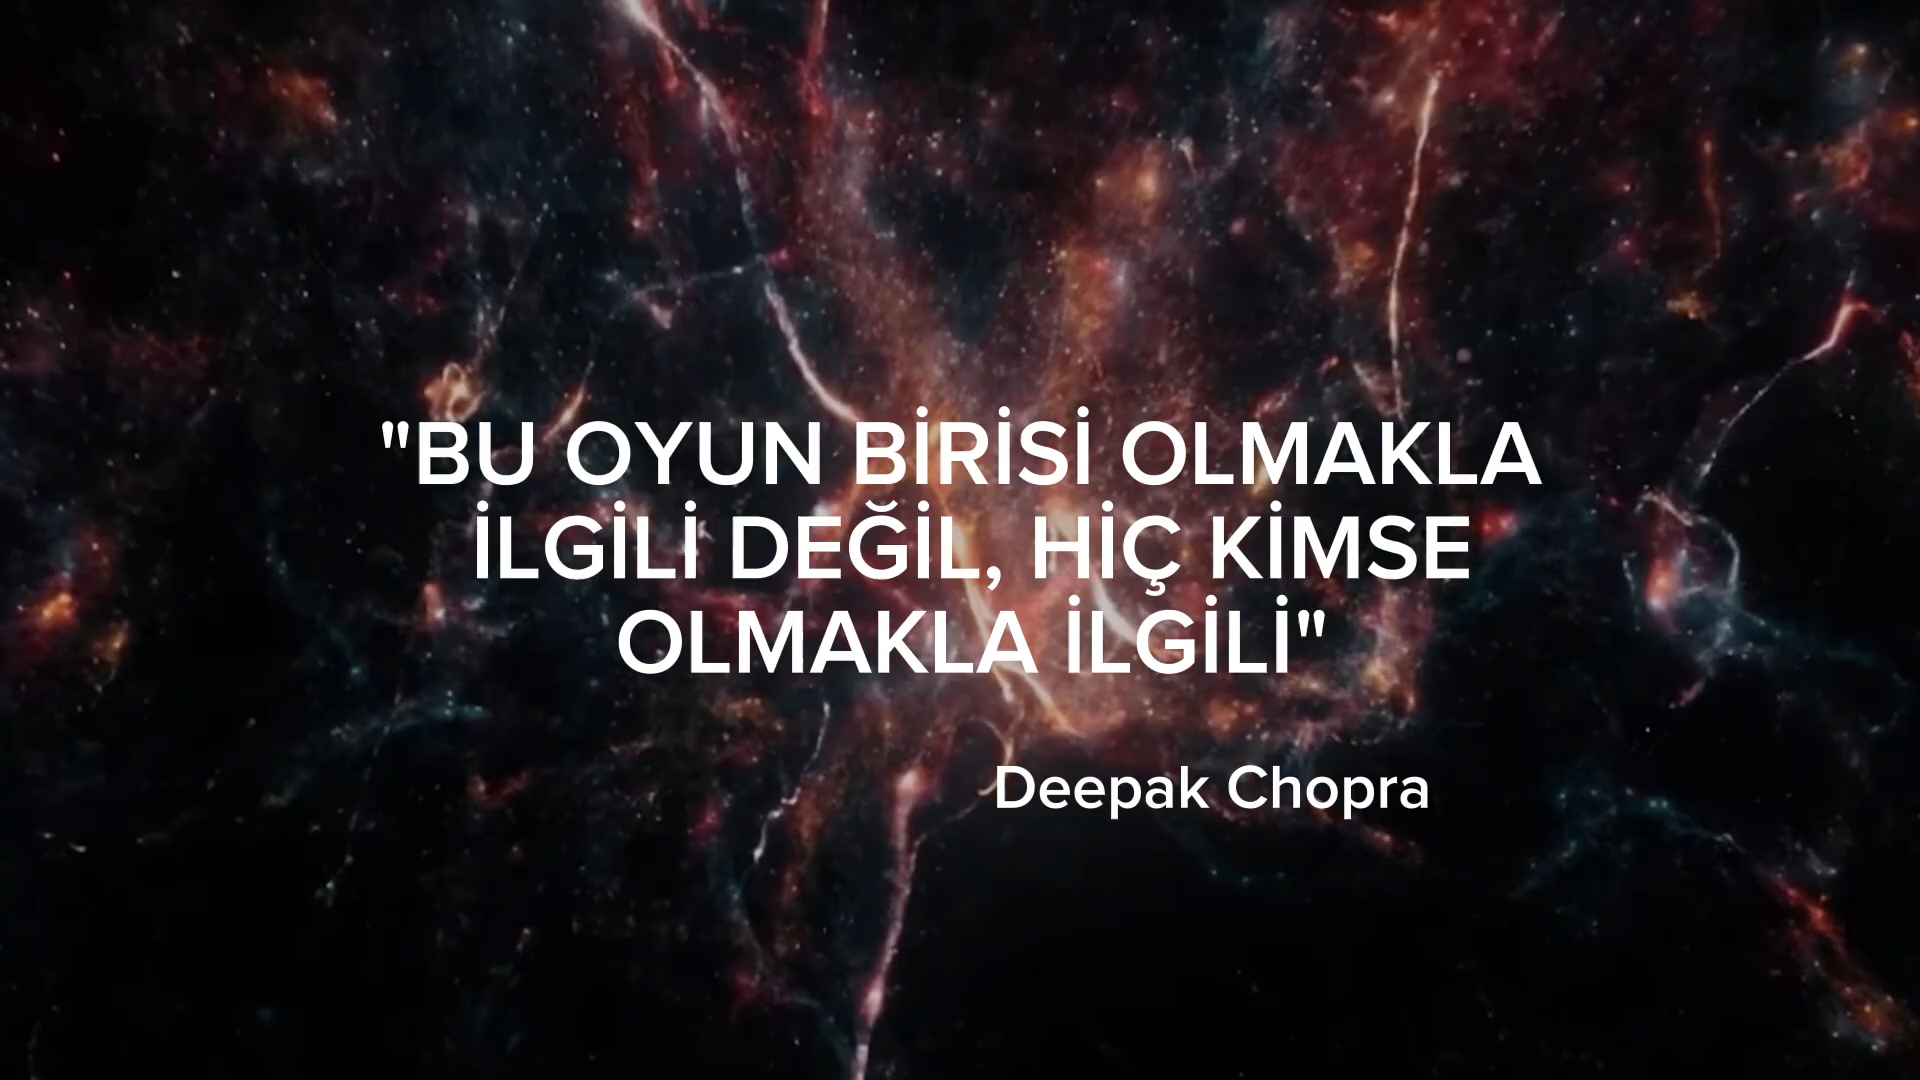 "BU OYUN BİRİSİ OLMAKLA
İLGİLİ DEĞİL, HİÇ KİMSE
OLMAKLA İLGİLİ"
Deepak Chopra